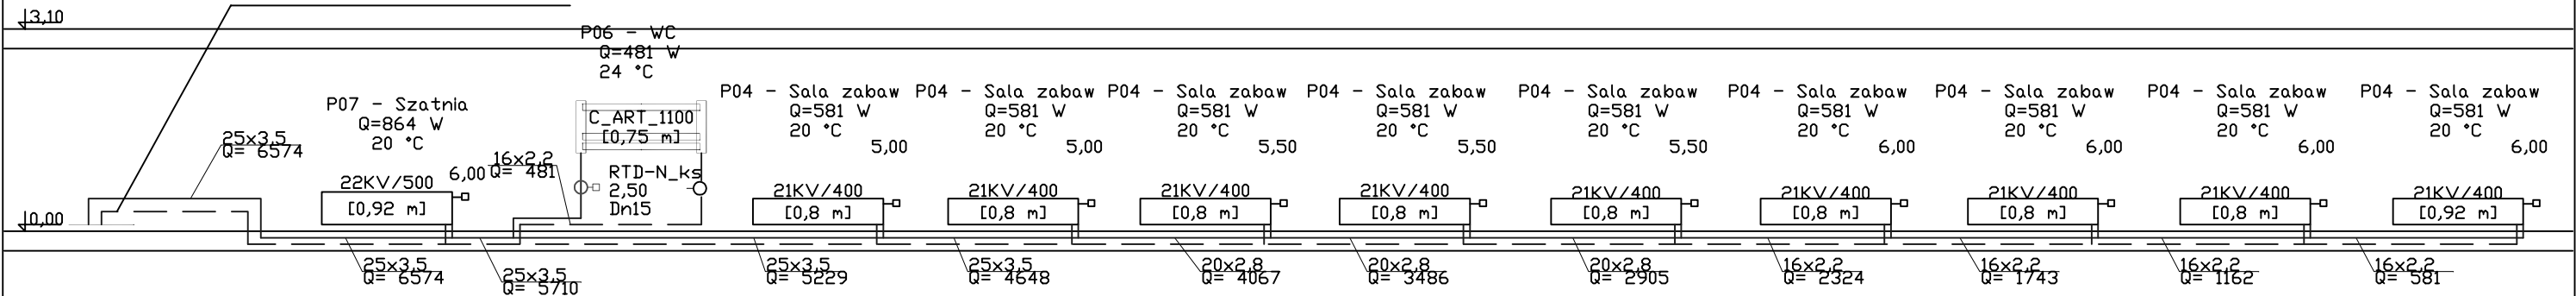 3,10
P06 - WC
Q=481 W
24 °C
P07 - Szatnia
Q=864 W
20 °C
P04 - Sala zabaw
Q=581 W
20 °C
5,00
P04 - Sala zabaw
Q=581 W
20 °C
5,00
P04 - Sala zabaw
Q=581 W
20 °C
5,50
P04 - Sala zabaw
Q=581 W
20 °C
5,50
P04 - Sala zabaw
Q=581 W
20 °C
5,50
P04 - Sala zabaw
Q=581 W
20 °C
6,00
P04 - Sala zabaw
Q=581 W
20 °C
6,00
P04 - Sala zabaw
Q=581 W
20 °C
6,00
P04 - Sala zabaw
Q=581 W
20 °C
6,00
25x3,5
Q= 6574
22KV/500
[0,92 m]
6,00
16x2,2
Q= 481
C_ART_1100
[0,75 m]
RTD-N_ks
2,50
Dn15
21KV/400
[0,8 m]
21KV/400
[0,8 m]
21KV/400
[0,8 m]
21KV/400
[0,8 m]
21KV/400
[0,8 m]
21KV/400
[0,8 m]
21KV/400
[0,8 m]
21KV/400
[0,8 m]
21KV/400
[0,92 m]
0,00
25x3,5
Q= 6574
25x3,5
Q= 5710
25x3,5
Q= 5229
25x3,5
Q= 4648
20x2,8
Q= 4067
20x2,8
Q= 3486
20x2,8
Q= 2905
16x2,2
Q= 2324
16x2,2
Q= 1743
16x2,2
Q= 1162
16x2,2
Q= 581